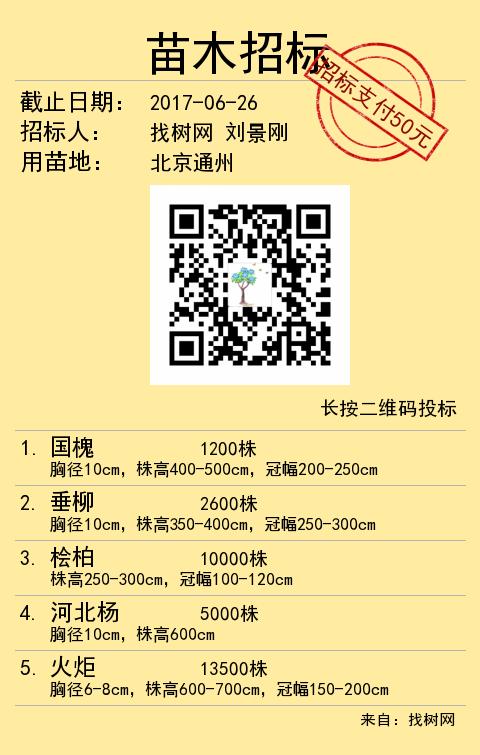 苗木招标
招标支付50元
截止日期: 2017-06-26
招标人: 找树网 刘景刚
用苗地: 北京通州
长按二维码投标
1. 国槐 1200株
胸径10cm，株高400-500cm，冠幅200-250cm
2. 垂柳 2600株
胸径10cm，株高350-400cm，冠幅250-300cm
3. 桧柏 10000株
株高250-300cm，冠幅100-120cm
4. 河北杨 5000株
胸径10cm，株高600cm
5. 火炬 13500株
胸径6-8cm，株高600-700cm，冠幅150-200cm
来自: 找树网